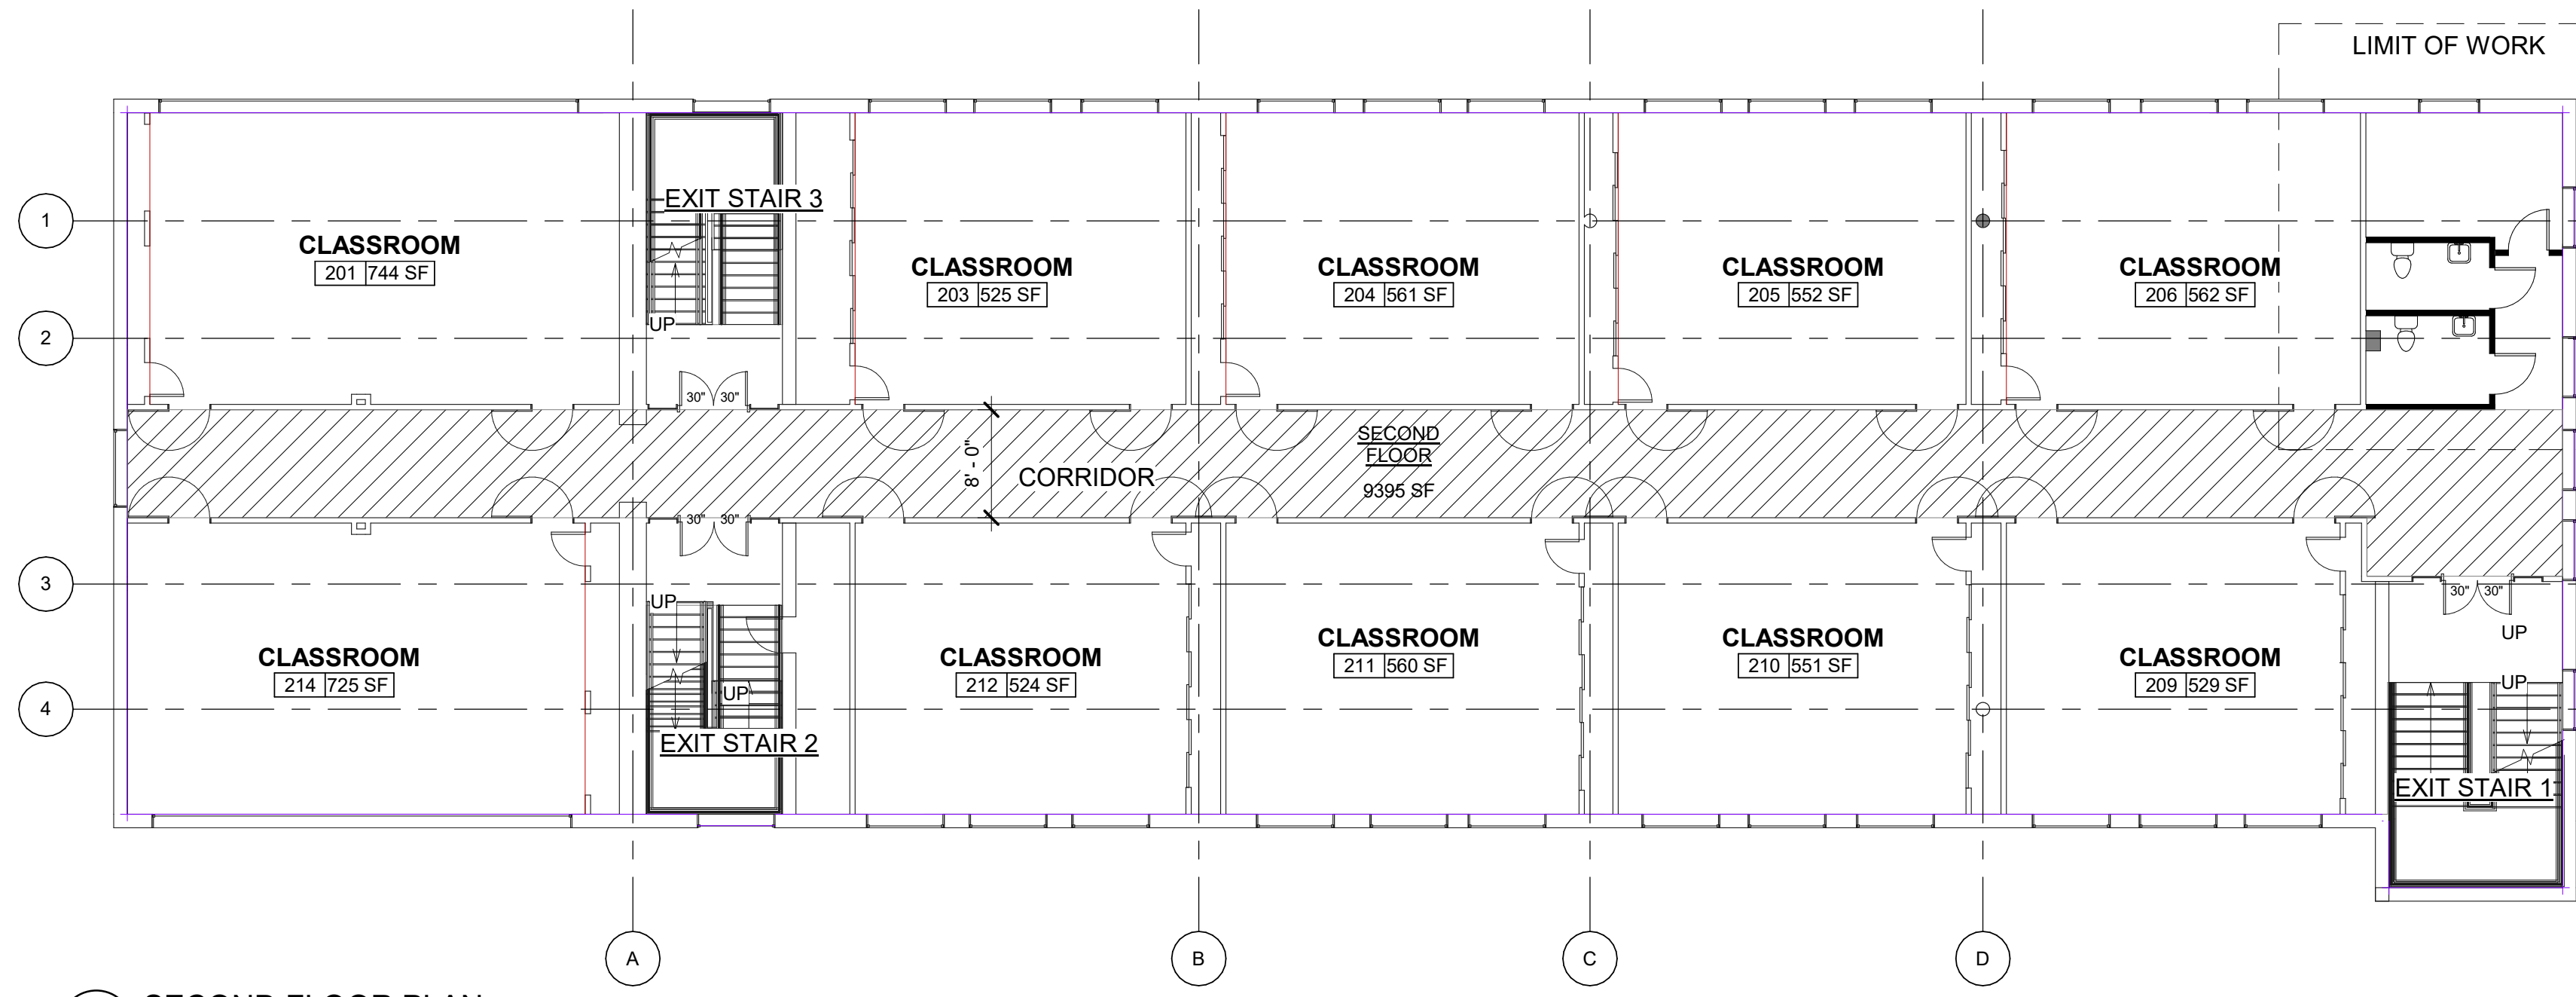 LIMIT OF WORK
EXIT STAIR 3
1
CLASSROOM
201 744 SF
CLASSROOM
203 525 SF
CLASSROOM
204 561 SF
CLASSROOM
205 552 SF
CLASSROOM
206 562 SF
UP
2
30" 30"
8' - 0"
CORRIDOR
SECOND
FLOOR
9395 SF
30" 30"
3
UP
30" 30"
UP
CLASSROOM
214 725 SF
CLASSROOM
212 524 SF
CLASSROOM
211 560 SF
CLASSROOM
210 551 SF
CLASSROOM
209 529 SF
UP
UP
4
EXIT STAIR 2
EXIT STAIR 1
A
B
C
D
SECOND FLOOR PLAN